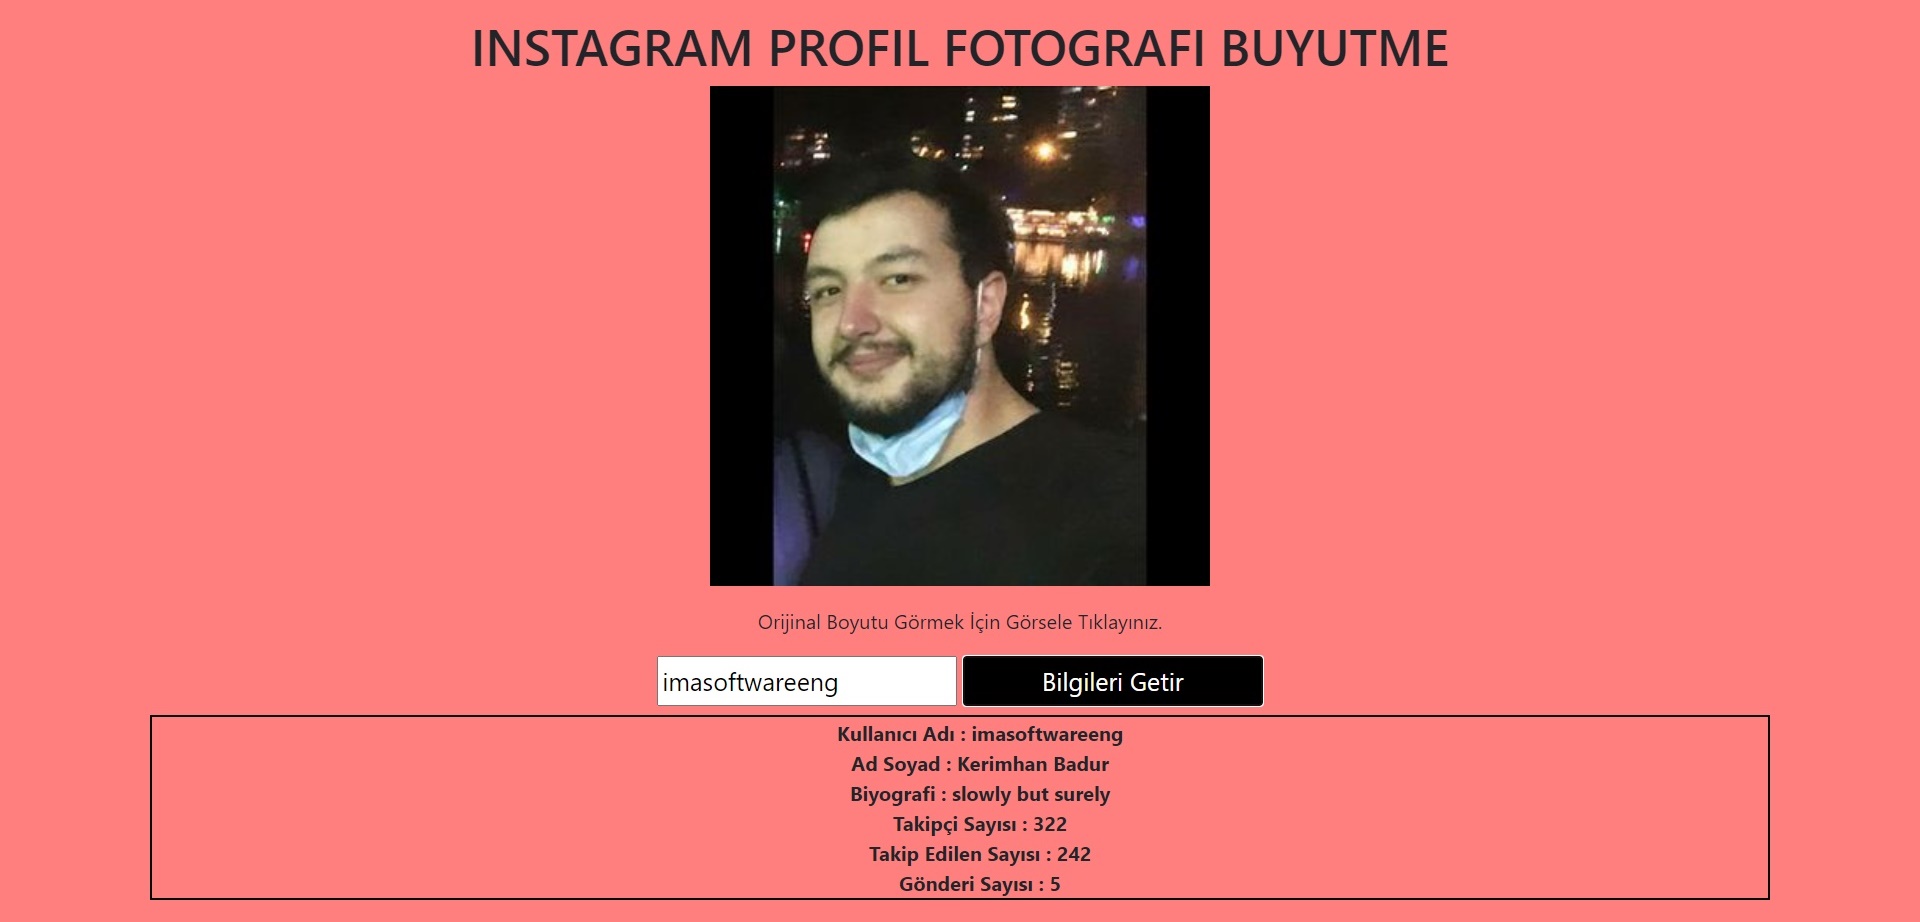 INSTAGRAM PROFIL FOTOGRAFI BUYUTME
Orijinal Boyutu Görmek İçin Görsele Tıklayınız.
imasoftwareeng
Bilgileri Getir
Kullanıcı Adı : imasoftwareeng
Ad Soyad : Kerimhan Badur
Biyografi : slowly but surely
Takipçi Sayısı : 322
Takip Edilen Sayısı : 242
Gönderi Sayısı : 5